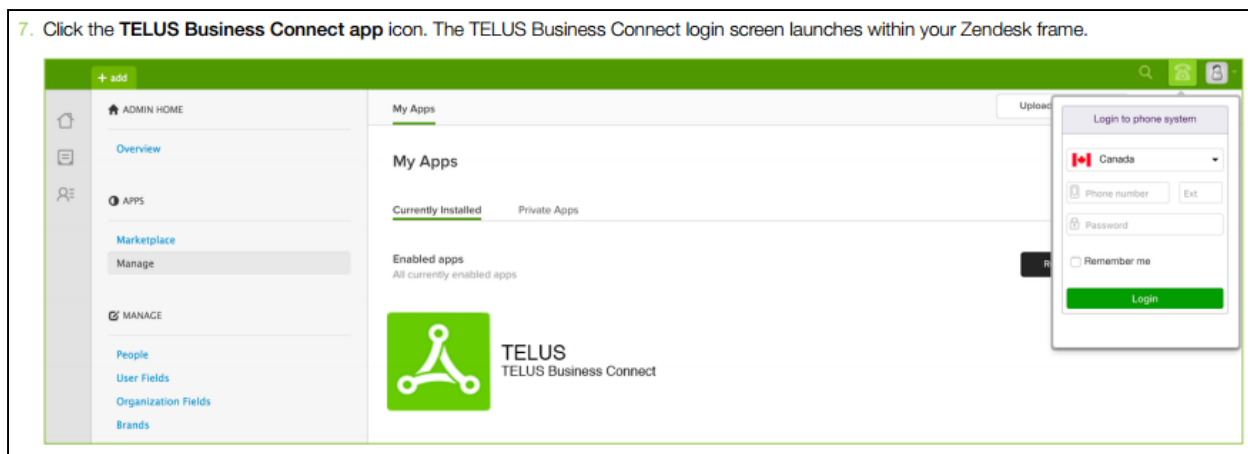 7. Click the TELUS Business Connect app icon. The TELUS Business Connect login screen launches within your Zendesk frame.
+ add
ADMIN HOME
Overview
APPS
Marketplace
Manage
MANAGE
People
User Fields
Organization Fields
Brands
My Apps
My Apps
Currently Installed Private Apps
Enabled apps
All currently enabled apps
TELUS
TELUS Business Connect
Login to phone system
Canada
Phone number Ext
Password
Remember me
Login